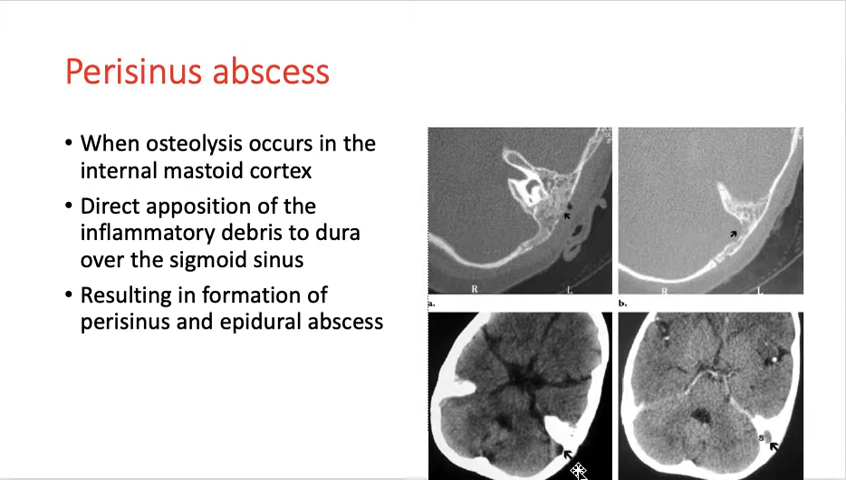 Perisinus abscess
• When osteolysis occurs in the
internal mastoid cortex
• Direct apposition of the
inflammatory debris to dura
over the sigmoid sinus
• Resulting in formation of
perisinus and epidural abscess
R L
R L
a. b.
s